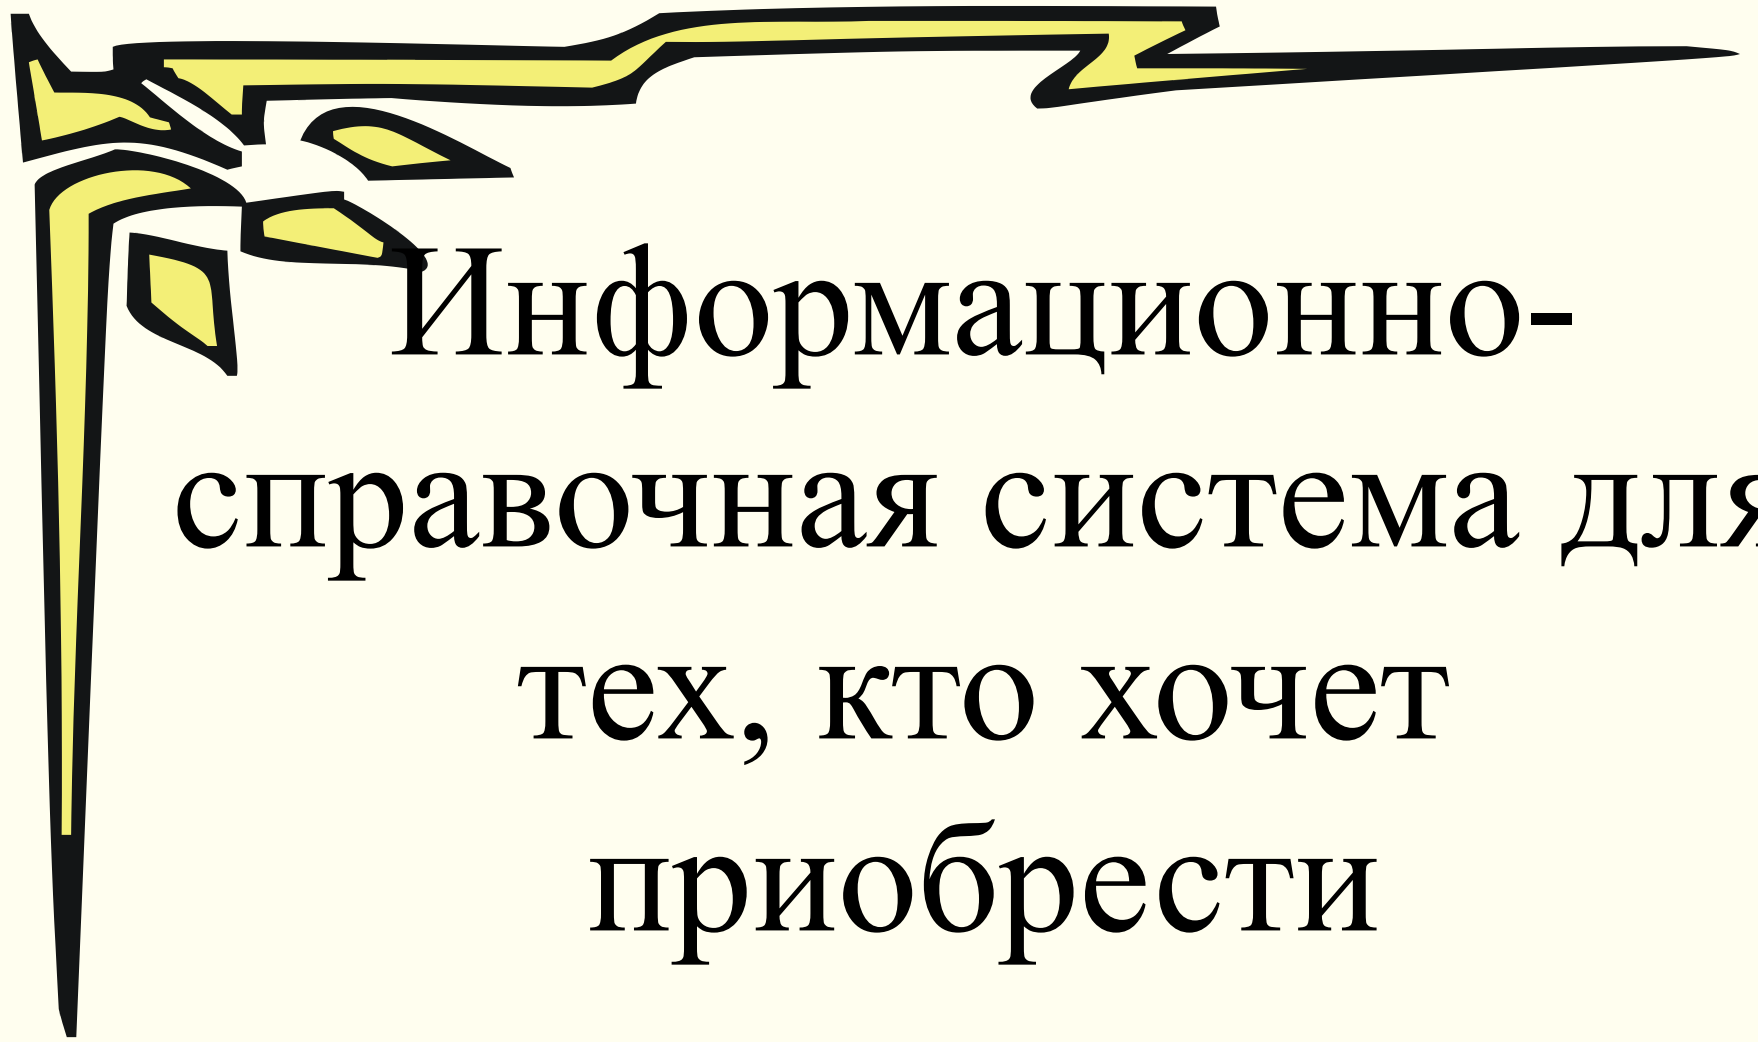 Информационно-
справочная система для
тех, кто хочет
приобрести